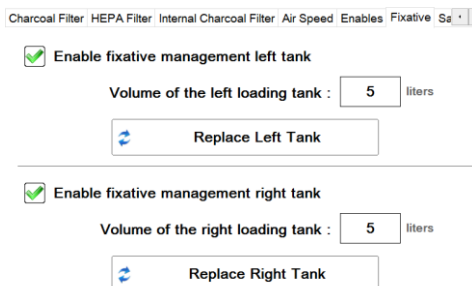 Charcoal Filter HEPA Filter Internal Charcoal Filter Air Speed Enables Fixative Sa
Enable fixative management left tank
Volume of the left loading tank : 5 liters
Replace Left Tank
Enable fixative management right tank
Volume of the right loading tank : 5 liters
Replace Right Tank